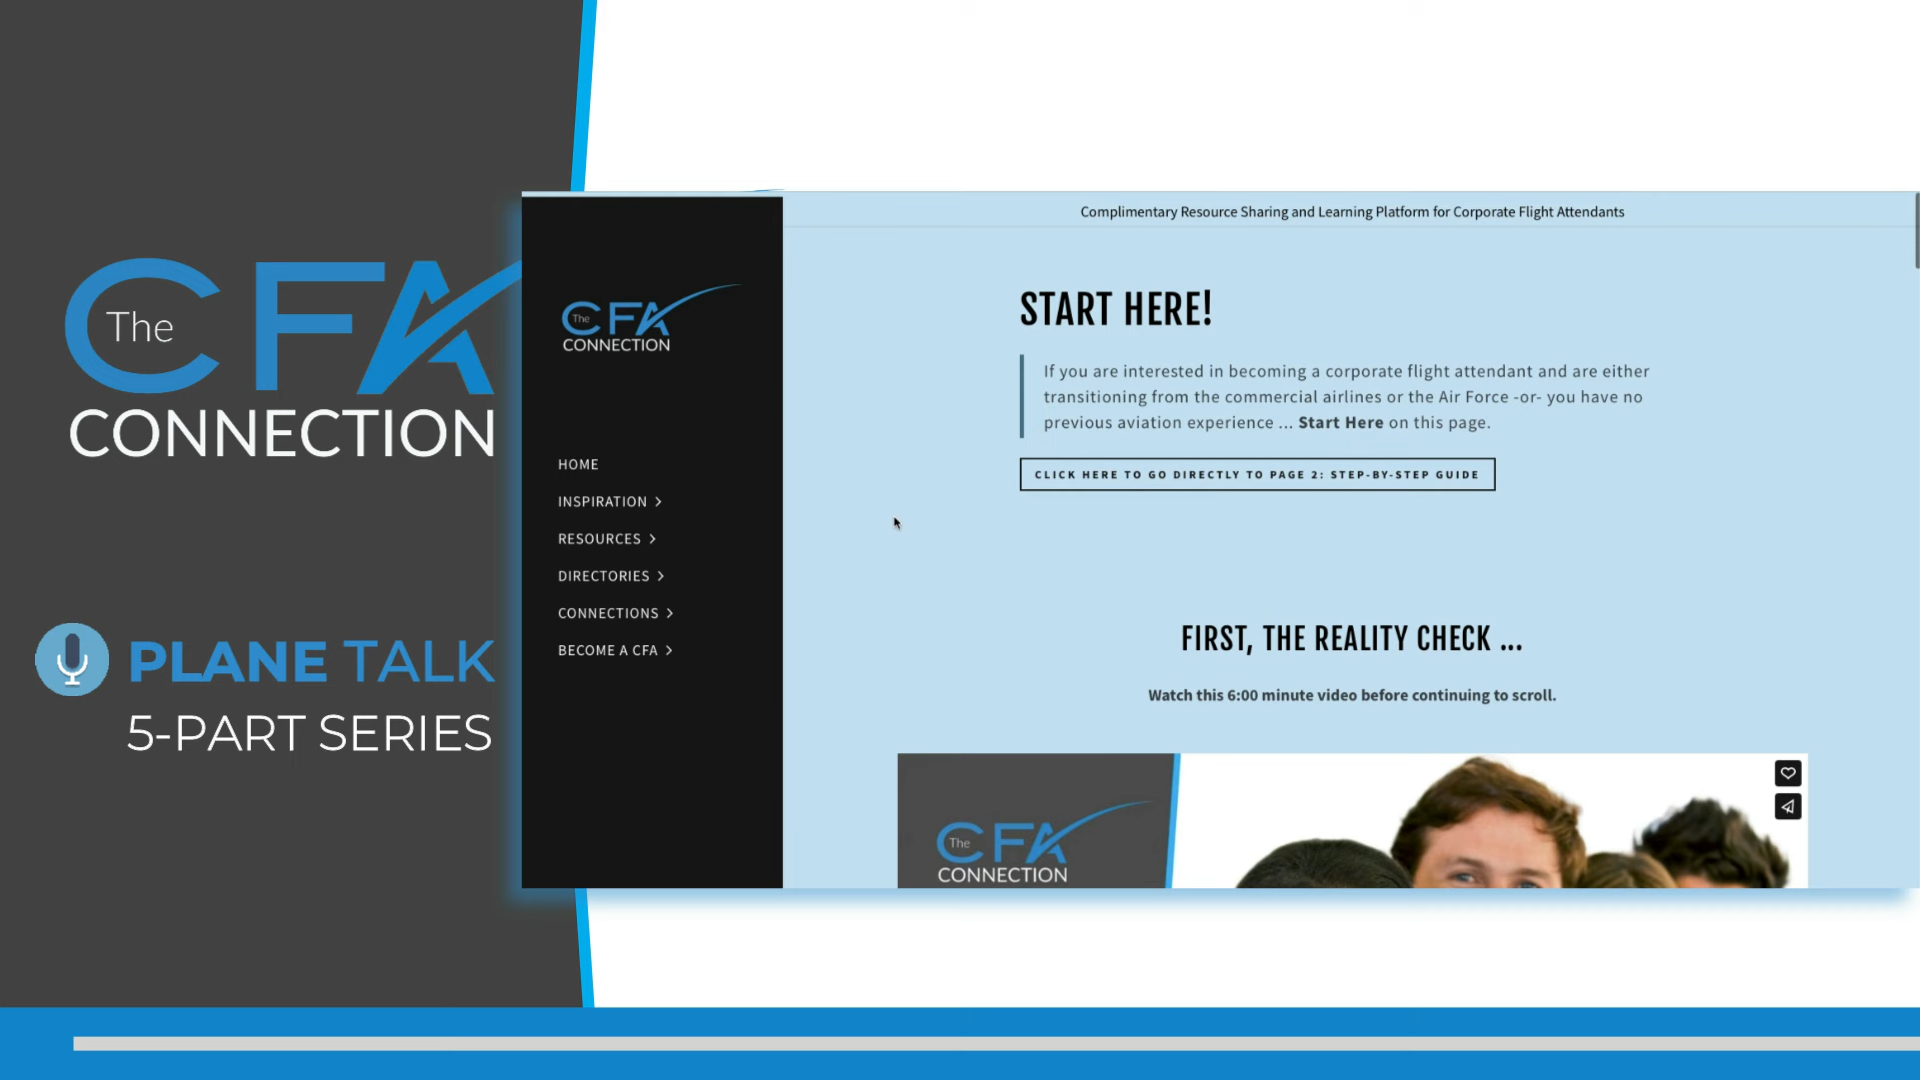 The
CFA
CONNECTION
PLANE TALK
5-PART SERIES
The
CFA
CONNECTION
HOME
INSPIRATION
RESOURCES
DIRECTORIES
CONNECTIONS
BECOME A CFA
Complimentary Resource Sharing and Learning Platform for Corporate Flight Attendants
START HERE!
If you are interested in becoming a corporate flight attendant and are either
transitioning from the commercial airlines or the Air Force -or- you have no
previous aviation experience ... Start Here on this page.
CLICK HERE TO GO DIRECTLY TO PAGE 2: STEP-BY-STEP GUIDE
FIRST, THE REALITY CHECK ...
Watch this 6:00 minute video before continuing to scroll.
The
CFA
CONNECTION